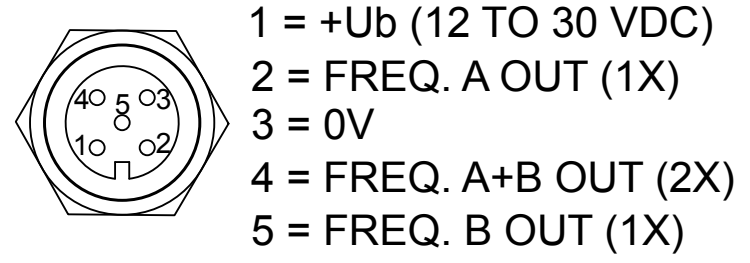 1 = +Ub (12 TO 30 VDC)
2 = FREQ. A OUT (1X)
3 = 0V
4 = FREQ. A+B OUT (2X)
5 = FREQ. B OUT (1X)
4 5 3
1 2